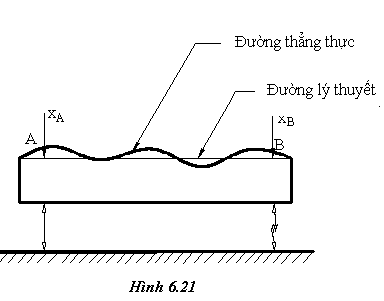 Đường thẳng thực
Đường lý thuyết
xA
xB
A
B
Hình 6.21